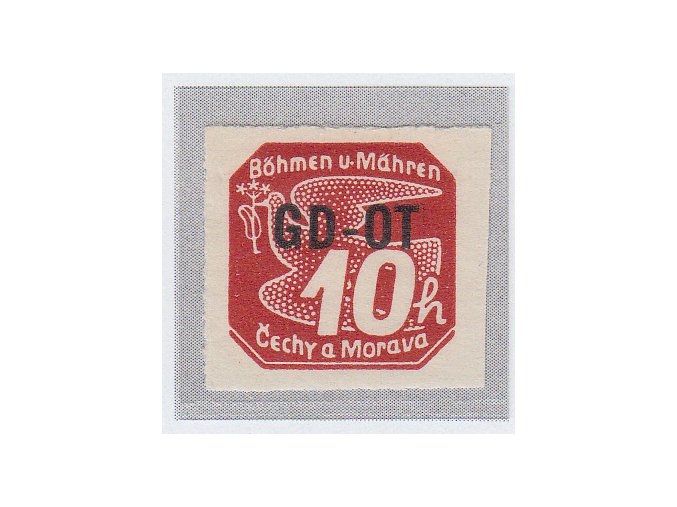 Böhmen u. Mähren
GD-OT
10h
Čechy a Morava